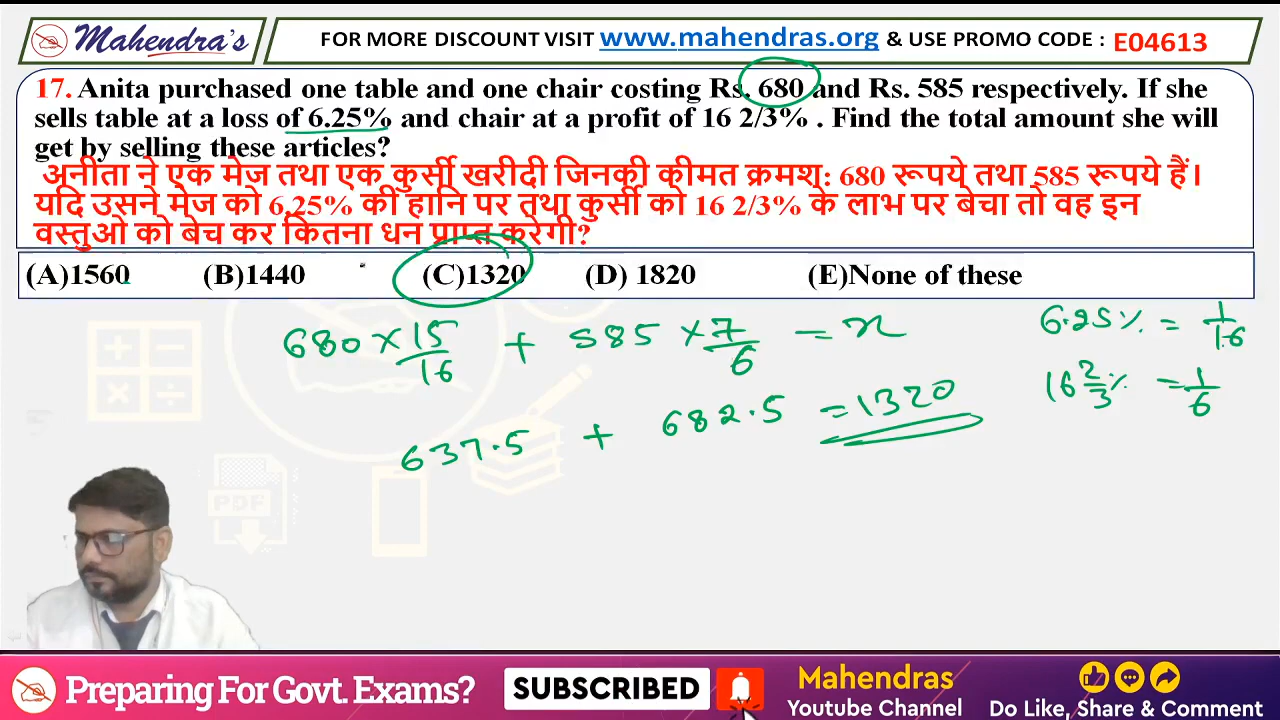 Mahendra's
FOR MORE DISCOUNT VISIT www.mahendras.org & USE PROMO CODE : E04613
17. Anita purchased one table and one chair costing Rs. 680 and Rs. 585 respectively. If she
sells table at a loss of 6.25% and chair at a profit of 16 2/3% . Find the total amount she will
get by selling these articles?
अनीता ने एक मेज तथा एक कुर्सी खरीदी जिनकी कीमत क्रमश: 680 रूपये तथा 585 रूपये हैं।
यदि उसने मेज को 6.25% की हानि पर तथा कुर्सी को 16 2/3% के लाभ पर बेचा तो वह इन
वस्तुओ को बेच कर कितना धन प्राप्त करेगी?
(A)1560 (B)1440 (C)1320 (D) 1820 (E)None of these
680 × 15/16 + 585 × 7/6 = x
6.25% = 1/16
16 2/3% = 1/6
637.5 + 682.5 = 1320
PDF
Preparing For Govt. Exams?
SUBSCRIBED
Mahendras
Youtube Channel
Do Like, Share & Comment